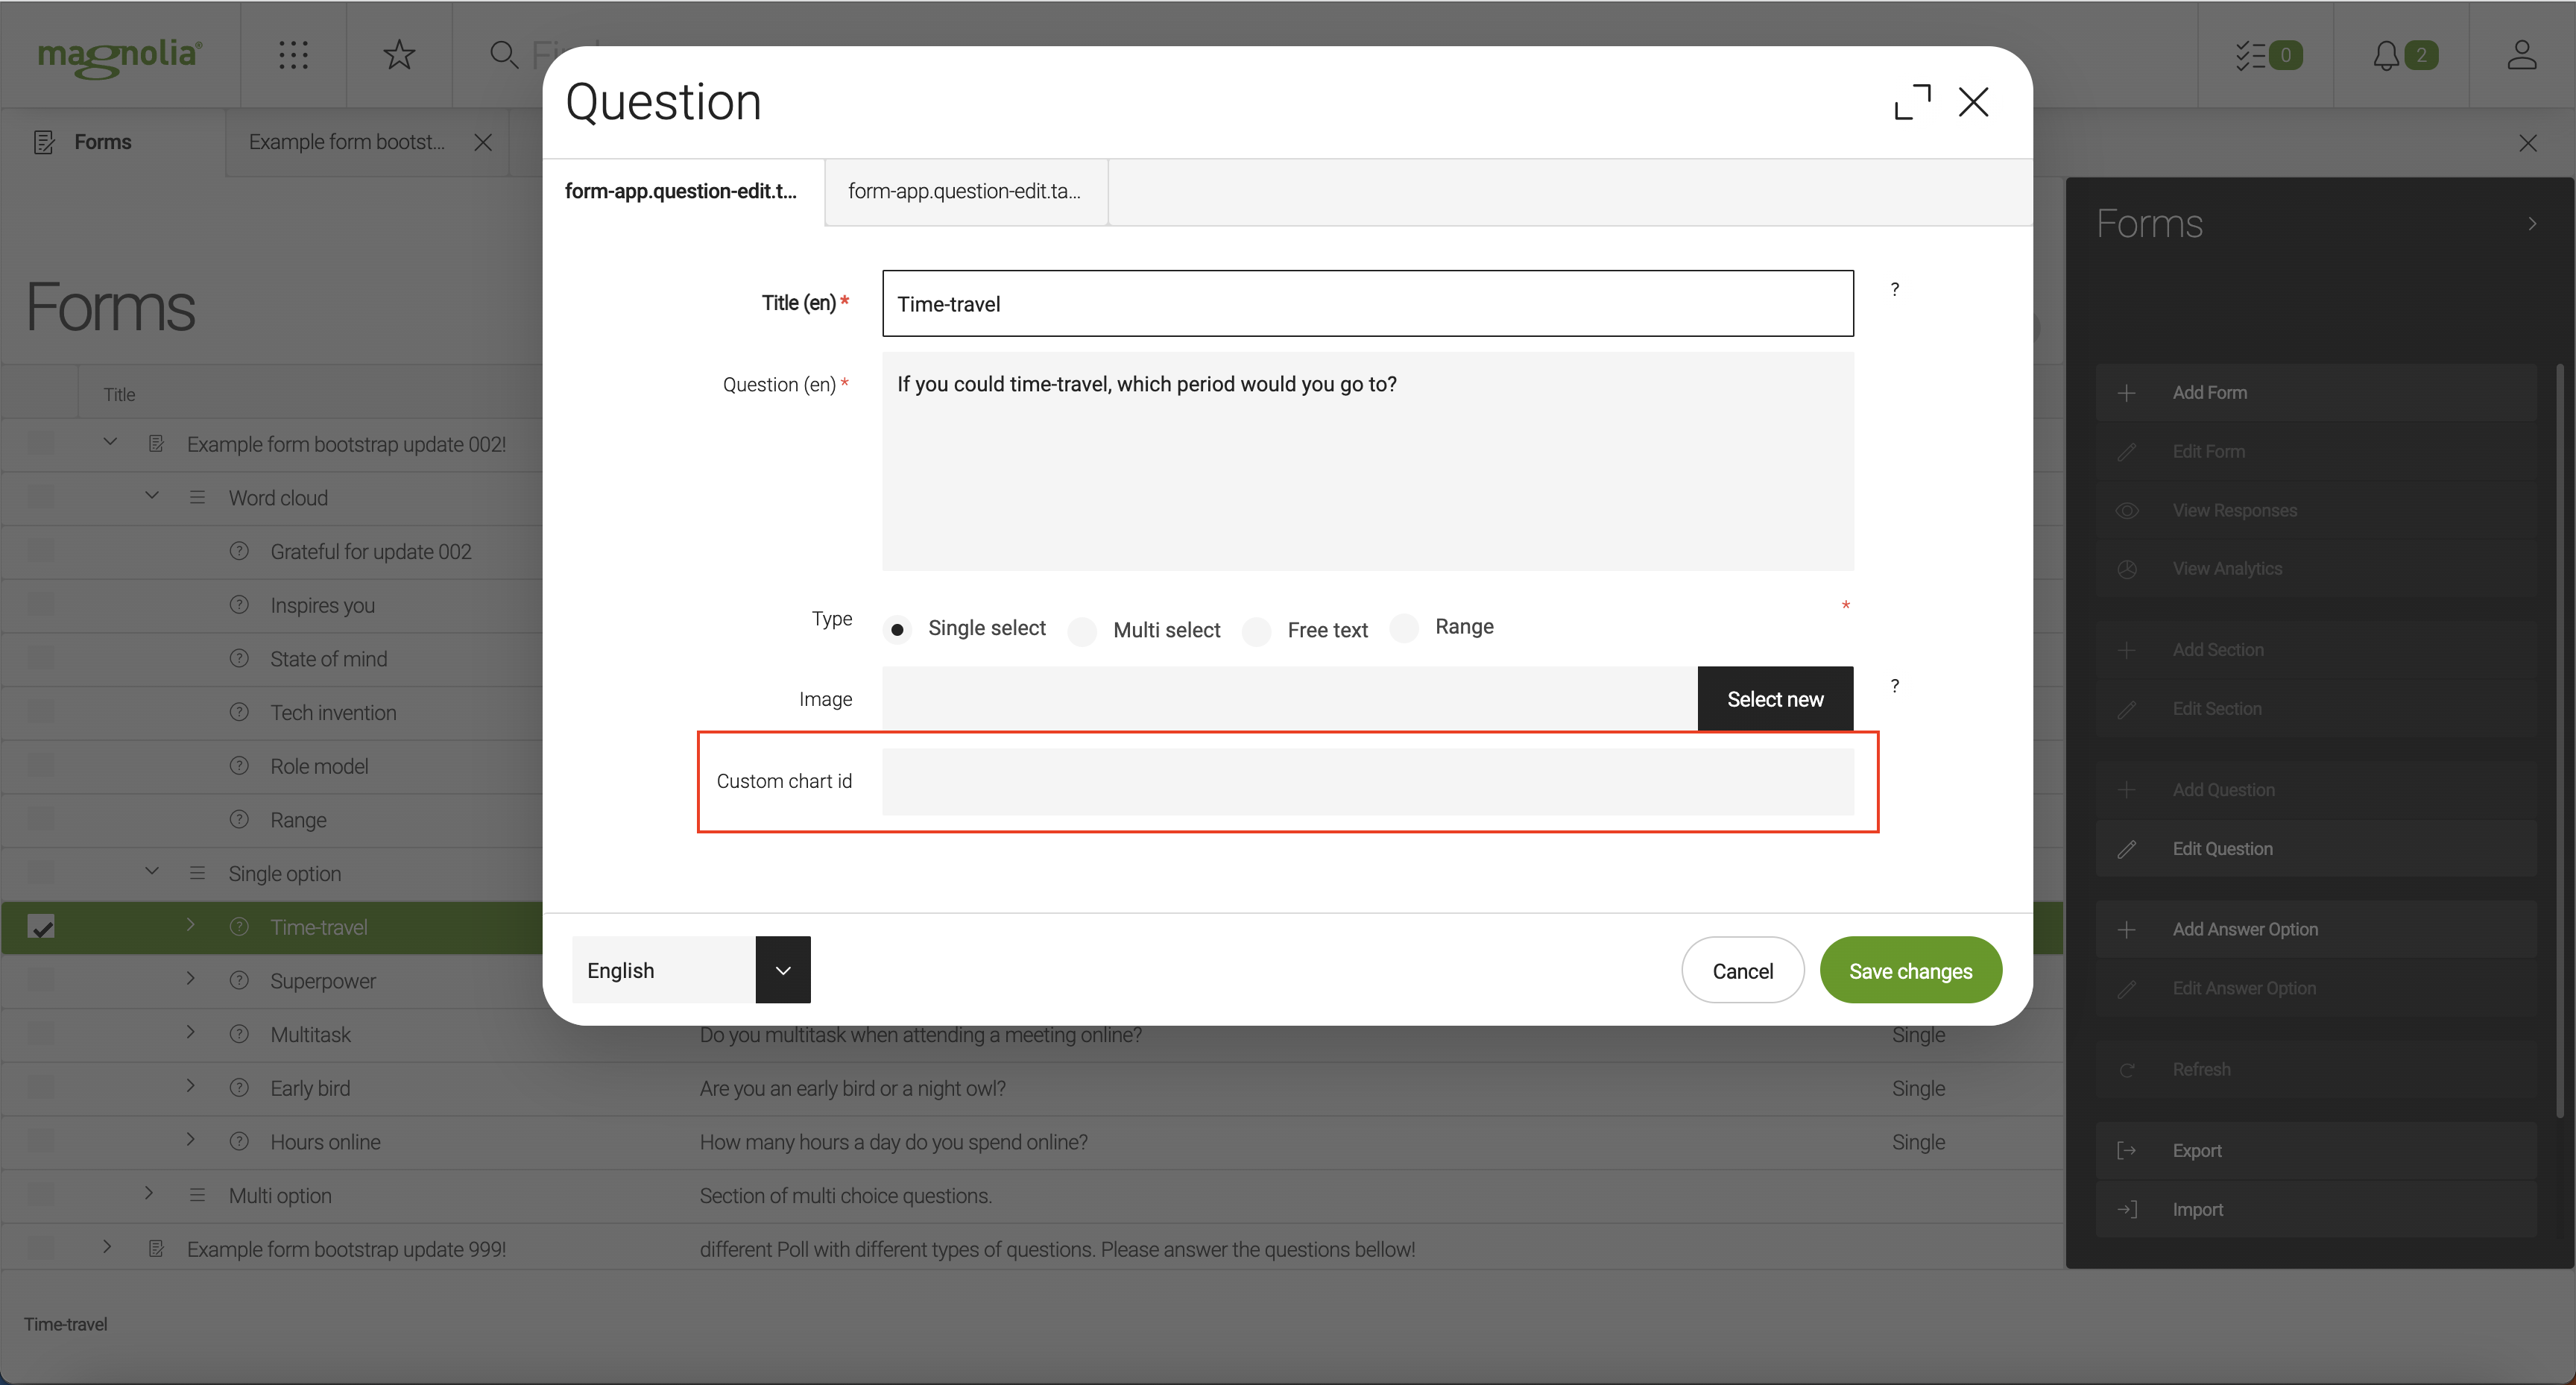 magnolia®
Find
0
2
Forms
Example form bootst...
Question
form-app.question-edit.t...
form-app.question-edit.ta...
Title (en) *
Time-travel
?
Question (en) *
If you could time-travel, which period would you go to?
Type
Single select
Multi select
Free text
Range
*
Image
Select new
?
Custom chart id
English
Cancel
Save changes
Forms
Title
Example form bootstrap update 002!
Word cloud
Grateful for update 002
Inspires you
State of mind
Tech invention
Role model
Range
Single option
Time-travel
Superpower
Multitask
Do you multitask when attending a meeting online?
Single
Early bird
Are you an early bird or a night owl?
Single
Hours online
How many hours a day do you spend online?
Single
Multi option
Section of multi choice questions.
Example form bootstrap update 999!
different Poll with different types of questions. Please answer the questions bellow!
Time-travel
Forms
Add Form
Edit Form
View Responses
View Analytics
Add Section
Edit Section
Add Question
Edit Question
Add Answer Option
Edit Answer Option
Refresh
Export
Import